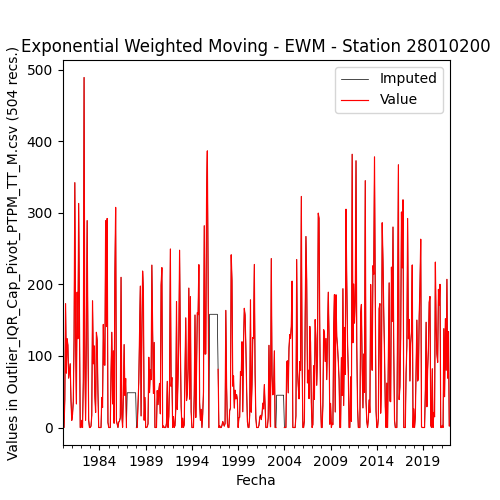 Exponential Weighted Moving - EWM - Station 28010200
Imputed
Value
Values in Outlier_IQR_Cap_Pivot_PTPM_TT_M.csv (504 recs.)
500
400
300
200
100
0
1984 1989 1994 1999 2004 2009 2014 2019
Fecha